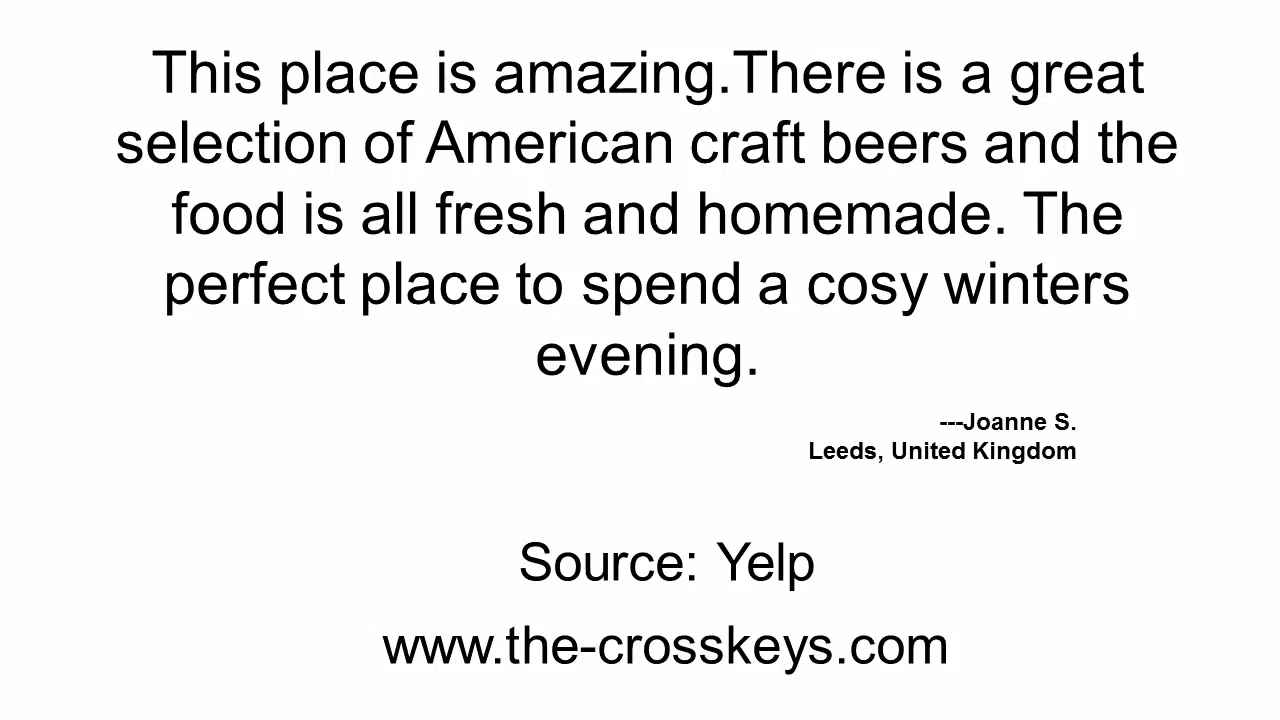 This place is amazing.There is a great
selection of American craft beers and the
food is all fresh and homemade. The
perfect place to spend a cosy winters
evening.
---Joanne S.
Leeds, United Kingdom
Source: Yelp
www.the-crosskeys.com